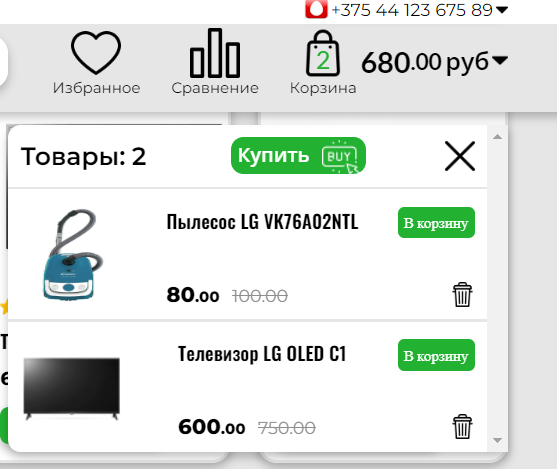 +375 44 123 675 89
Избранное
Сравнение
2
Корзина
680.00 руб
Товары: 2
Купить
BUY
Пылесос LG VK76A02NTL
В корзину
80.00 100.00
Телевизор LG OLED C1
В корзину
600.00 750.00